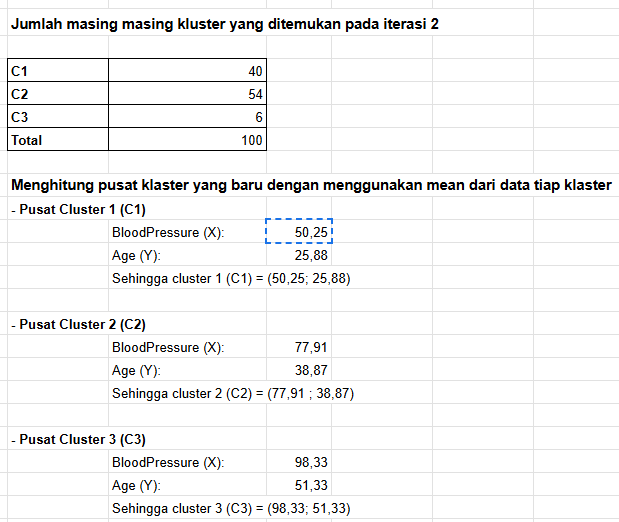 Jumlah masing masing kluster yang ditemukan pada iterasi 2
C1 40
C2 54
C3 6
Total 100
Menghitung pusat klaster yang baru dengan menggunakan mean dari data tiap klaster
- Pusat Cluster 1 (C1)
BloodPressure (X): 50,25
Age (Y): 25,88
Sehingga cluster 1 (C1) = (50,25; 25,88)
- Pusat Cluster 2 (C2)
BloodPressure (X): 77,91
Age (Y): 38,87
Sehingga cluster 2 (C2) = (77,91 ; 38,87)
- Pusat Cluster 3 (C3)
BloodPressure (X): 98,33
Age (Y): 51,33
Sehingga cluster 3 (C3) = (98,33; 51,33)